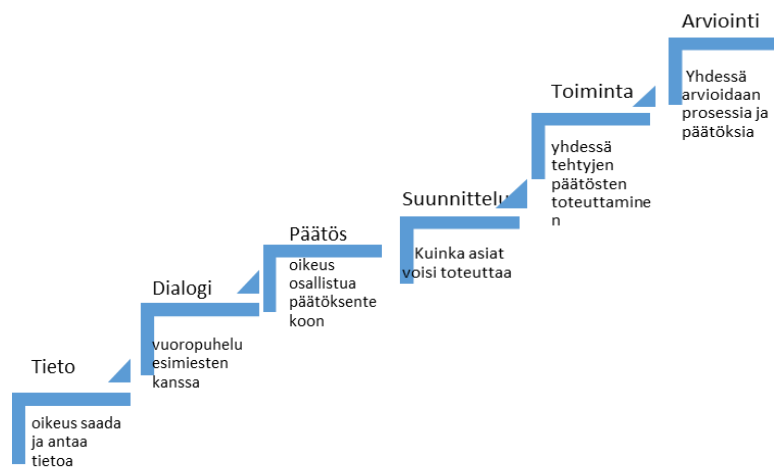 Tieto
oikeus saada
ja antaa
tietoa
Dialogi
vuoropuhelu
esimiesten
kanssa
Päätös
oikeus
osallistua
päätöksente
koon
Suunnittelu
Kuinka asiat
voisi toteuttaa
Toiminta
yhdessä
tehtyjen
päätösten
toteuttamine
n
Arviointi
Yhdessä
arvioidaan
prosessia ja
päätöksia